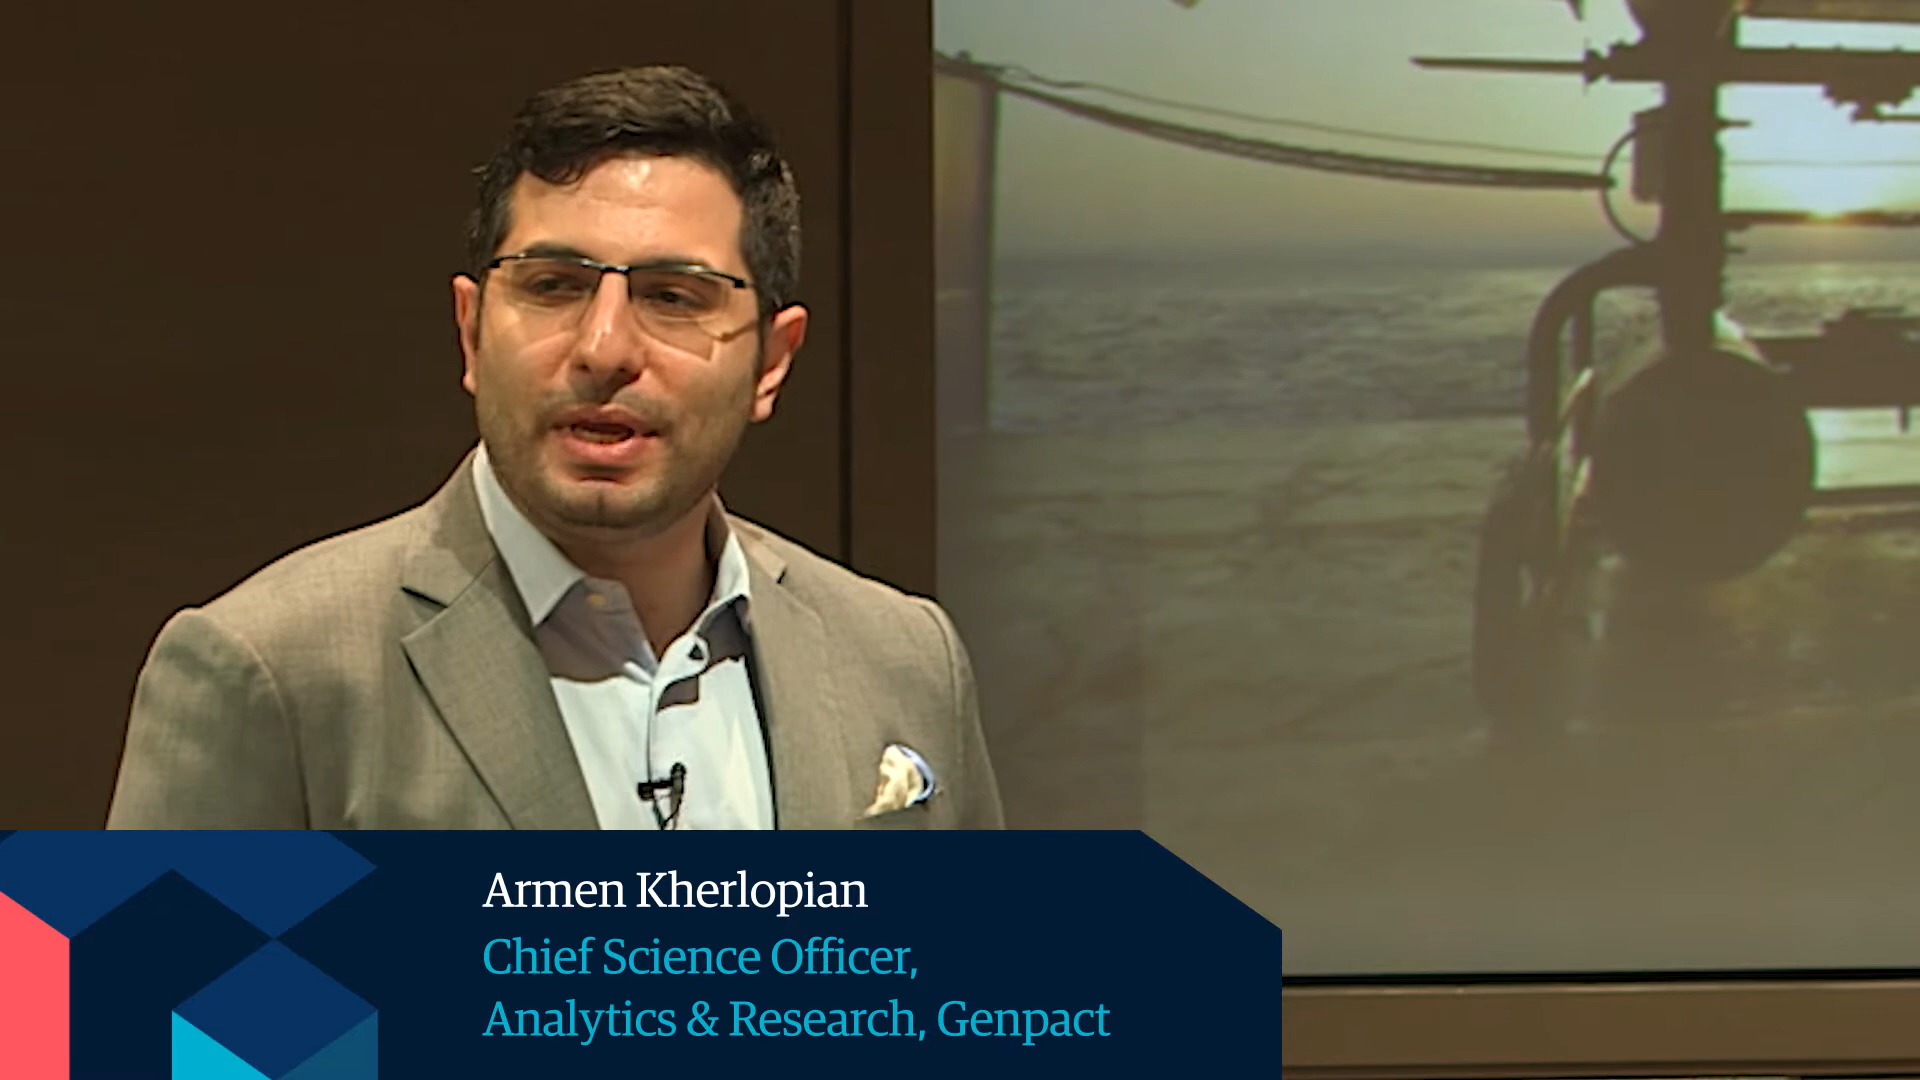 Armen Kherlopian
Chief Science Officer,
Analytics & Research, Genpact